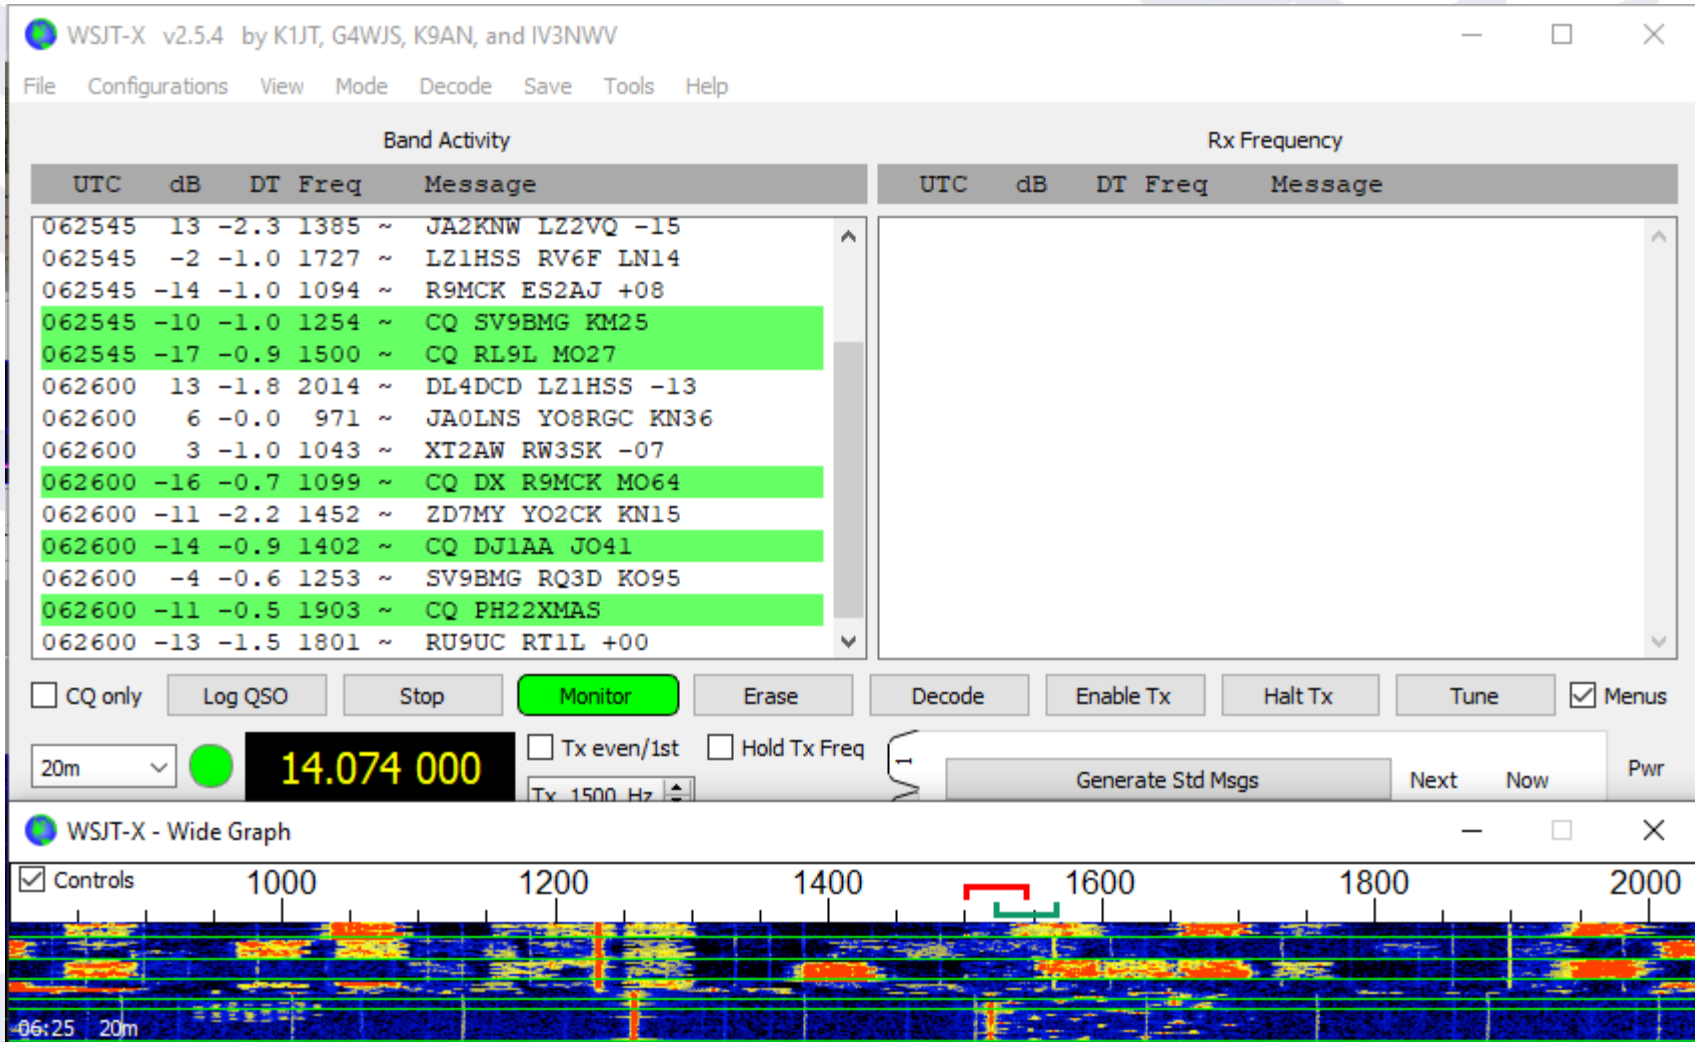 WSJT-X v2.5.4 by K1JT, G4WJS, K9AN, and IV3NWV
File Configurations View Mode Decode Save Tools Help
Band Activity
UTC dB DT Freq Message
062545 13 -2.3 1385 ~ JA2KNW LZ2VQ -15
062545 -2 -1.0 1727 ~ LZ1HSS RV6F LN14
062545 -14 -1.0 1094 ~ R9MCK ES2AJ +08
062545 -10 -1.0 1254 ~ CQ SV9BMG KM25
062545 -17 -0.9 1500 ~ CQ RL9L MO27
062600 13 -1.8 2014 ~ DL4DCD LZ1HSS -13
062600 6 -0.0 971 ~ JA0LNS YO8RGC KN36
062600 3 -1.0 1043 ~ XT2AW RW3SK -07
062600 -16 -0.7 1099 ~ CQ DX R9MCK MO64
062600 -11 -2.2 1452 ~ ZD7MY YO2CK KN15
062600 -14 -0.9 1402 ~ CQ DJ1AA JO41
062600 -4 -0.6 1253 ~ SV9BMG RQ3D KO95
062600 -11 -0.5 1903 ~ CQ PH22XMAS
062600 -13 -1.5 1801 ~ RU9UC RT1L +00
Rx Frequency
UTC dB DT Freq Message
CQ only Log QSO Stop Monitor Erase Decode Enable Tx Halt Tx Tune Menus
20m 14.074 000 Tx even/1st Hold Tx Freq
Tx 1500 Hz
1 Generate Std Msgs Next Now Pwr
WSJT-X - Wide Graph
Controls 1000 1200 1400 1600 1800 2000
06:25 20m